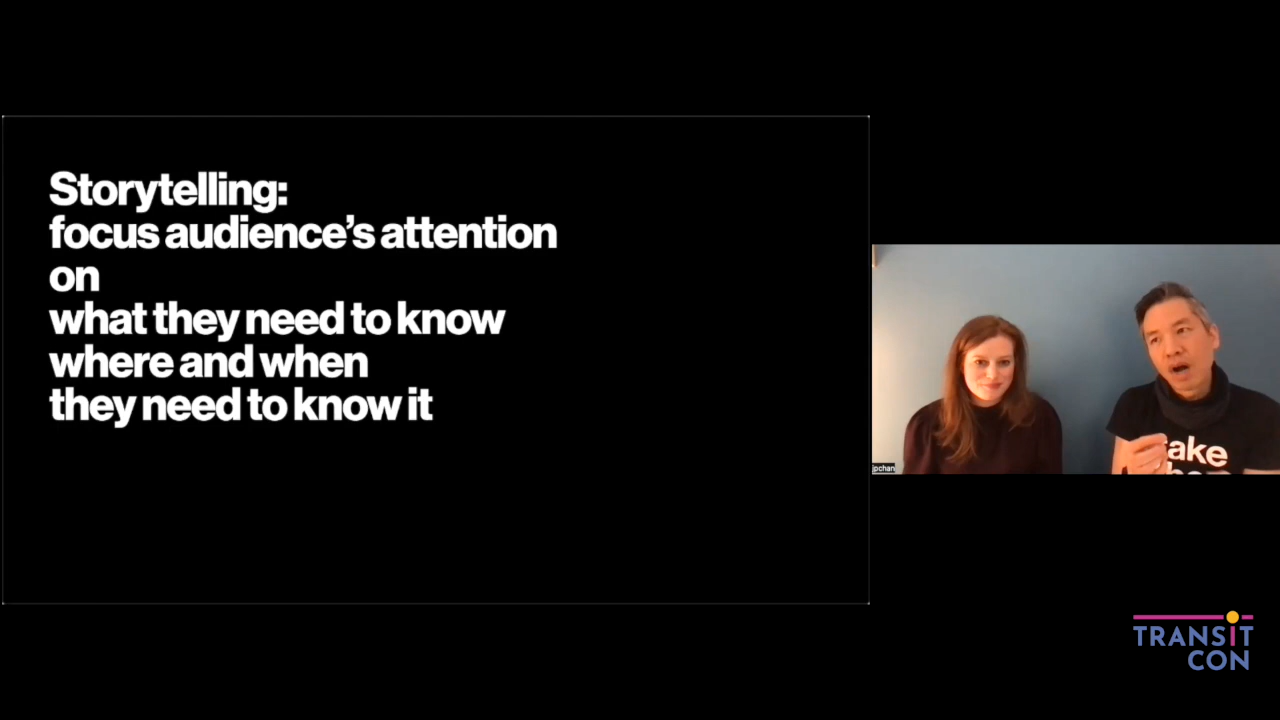 Storytelling:
focus audience’s attention
on
what they need to know
where and when
they need to know it
jpchan
TRANSIT
CON